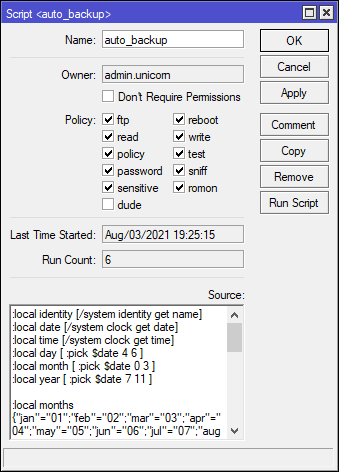 Script <auto_backup>
Name: auto_backup
OK
Owner: admin.unicorn
Cancel
Don't Require Permissions
Apply
Policy: ftp reboot
Comment
read write
policy test
Copy
password sniff
Remove
sensitive romon
Run Script
dude
Last Time Started: Aug/03/2021 19:25:15
Run Count: 6
Source:
:local identity [/system identity get name]
:local date [/system clock get date]
:local time [/system clock get time]
:local day [ :pick $date 4 6 ]
:local month [ :pick $date 0 3 ]
:local year [ :pick $date 7 11 ]
:local months
{"jan"="01";"feb"="02";"mar"="03";"apr"="
04";"may"="05";"jun"="06";"jul"="07";"aug